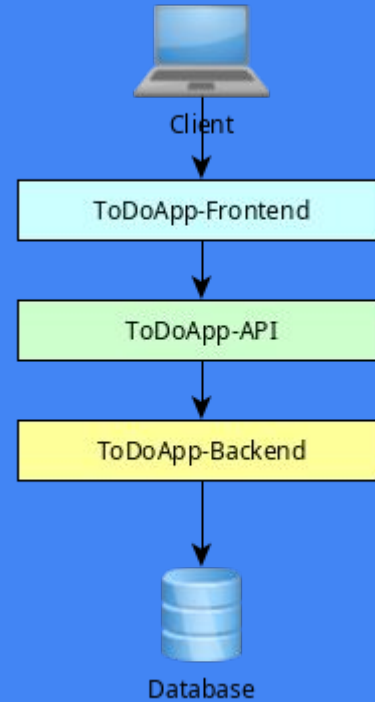 Client
ToDoApp-Frontend
ToDoApp-API
ToDoApp-Backend
Database